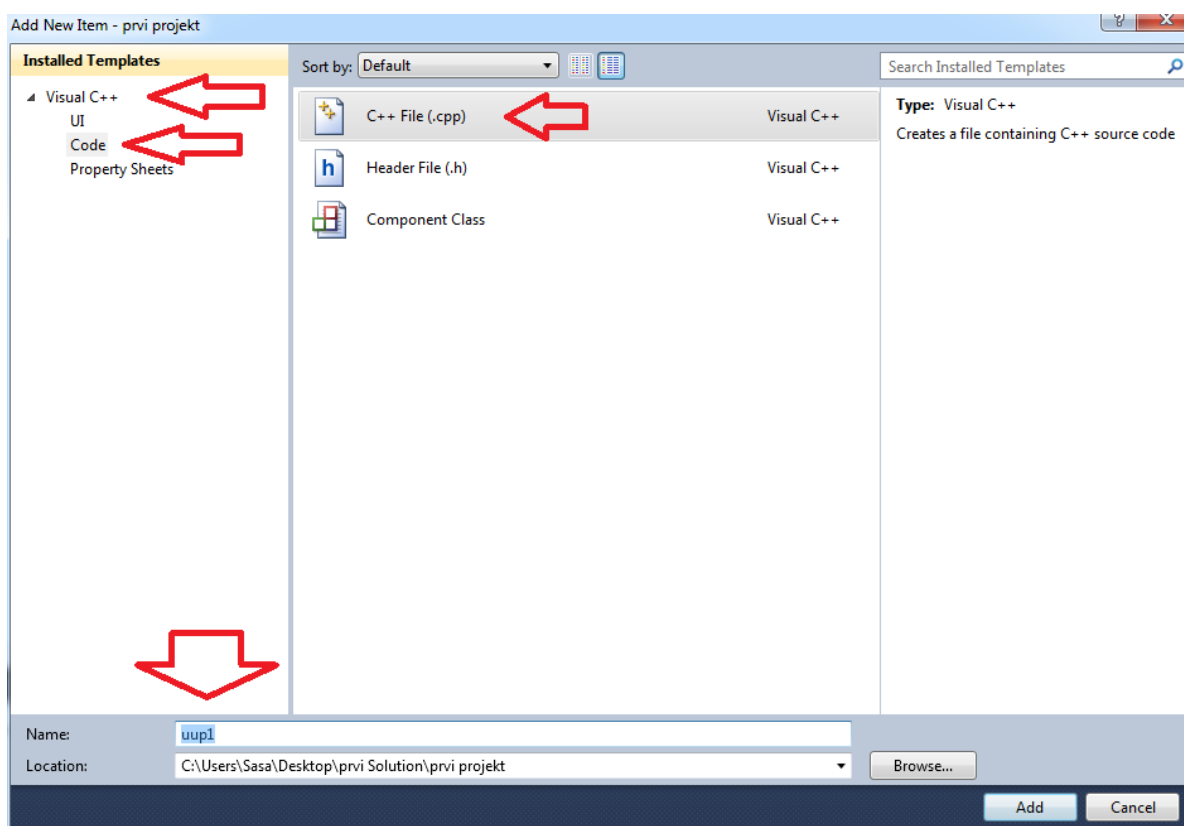 Add New Item - prvi projekt
Installed Templates
Visual C++
UI
Code
Property Sheets
Sort by: Default
C++ File (.cpp) Visual C++
Header File (.h) Visual C++
Component Class Visual C++
Search Installed Templates
Type: Visual C++
Creates a file containing C++ source code
Name: uup1
Location: C:\Users\Sasa\Desktop\prvi Solution\prvi projekt
Browse...
Add Cancel